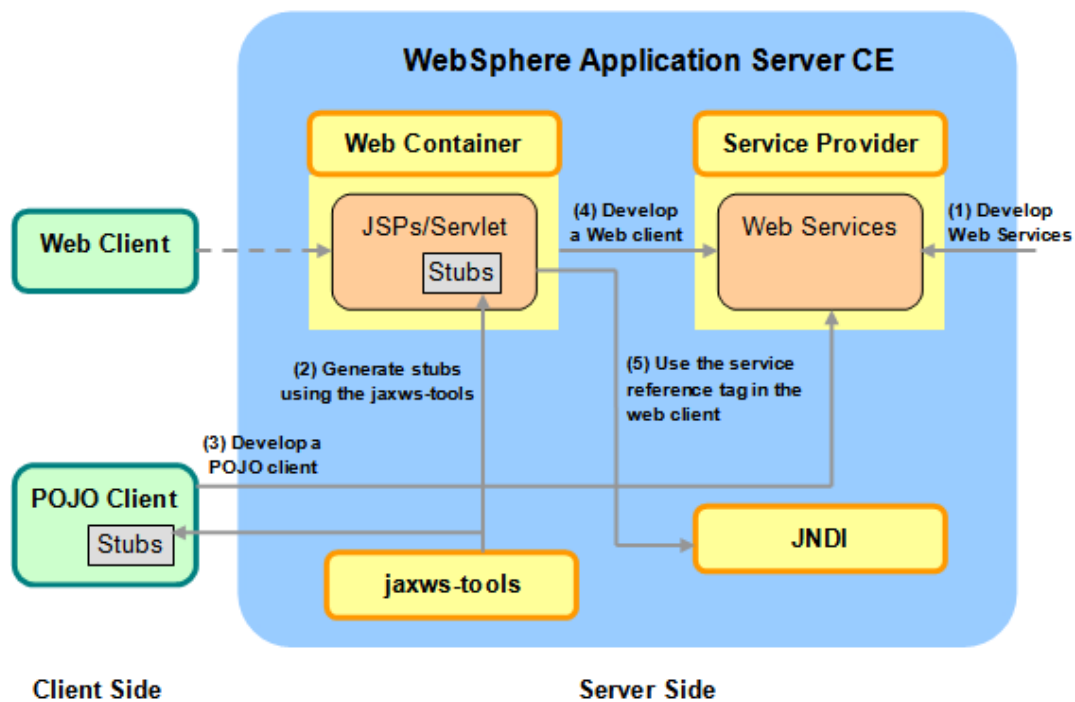 WebSphere Application Server CE
Web Container
Service Provider
Web Client
JSPs/Servlet
Stubs
(4) Develop
a Web client
Web Services
(1) Develop
Web Services
(2) Generate stubs
using the jaxws-tools
(5) Use the service
reference tag in the
web client
(3) Develop a
POJO client
POJO Client
Stubs
jaxws-tools
JNDI
Client Side
Server Side